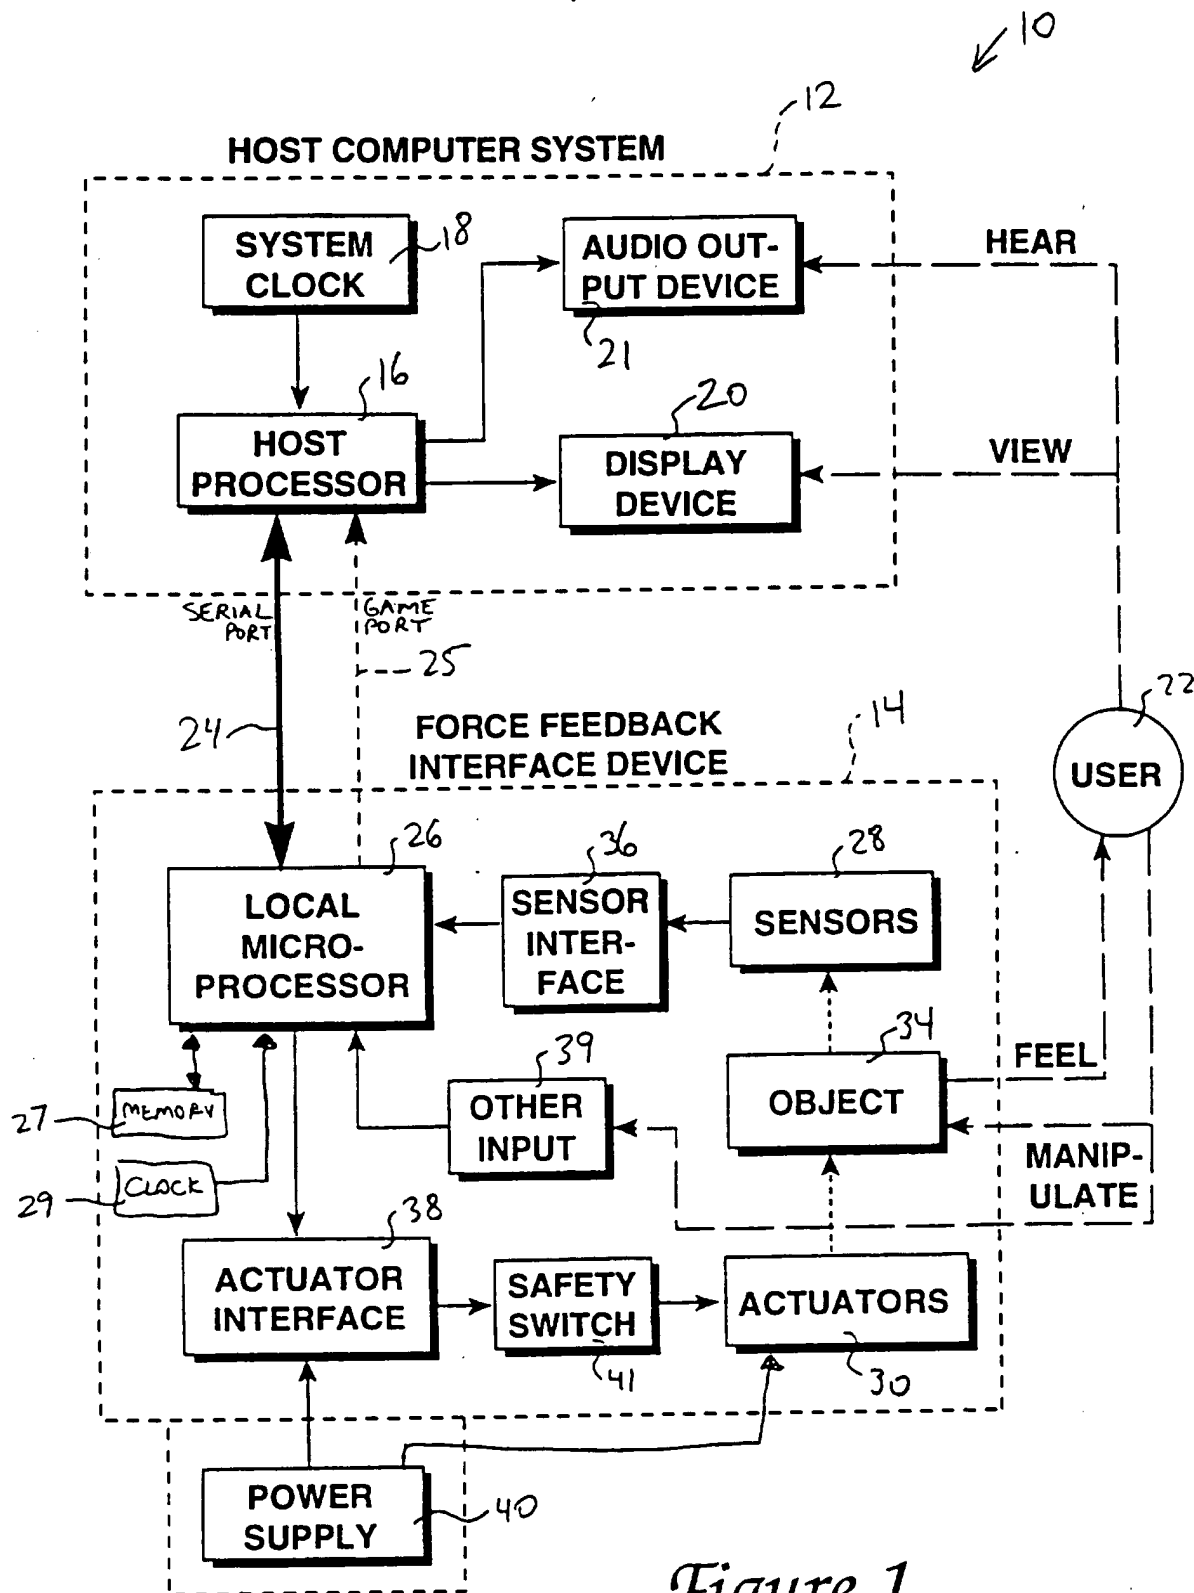 10
12
HOST COMPUTER SYSTEM
SYSTEM
CLOCK
18
AUDIO OUT-
PUT DEVICE
21
HEAR
16
HOST
PROCESSOR
20
DISPLAY
DEVICE
VIEW
SERIAL
PORT
GAME
PORT
25
24
FORCE FEEDBACK
INTERFACE DEVICE
14
22
USER
26
LOCAL
MICRO-
PROCESSOR
36
SENSOR
INTER-
FACE
28
SENSORS
27
MEMORY
39
OTHER
INPUT
34
OBJECT
FEEL
MANIP-
ULATE
29
CLOCK
38
ACTUATOR
INTERFACE
SAFETY
SWITCH
41
ACTUATORS
30
POWER
SUPPLY
40
Figure 1